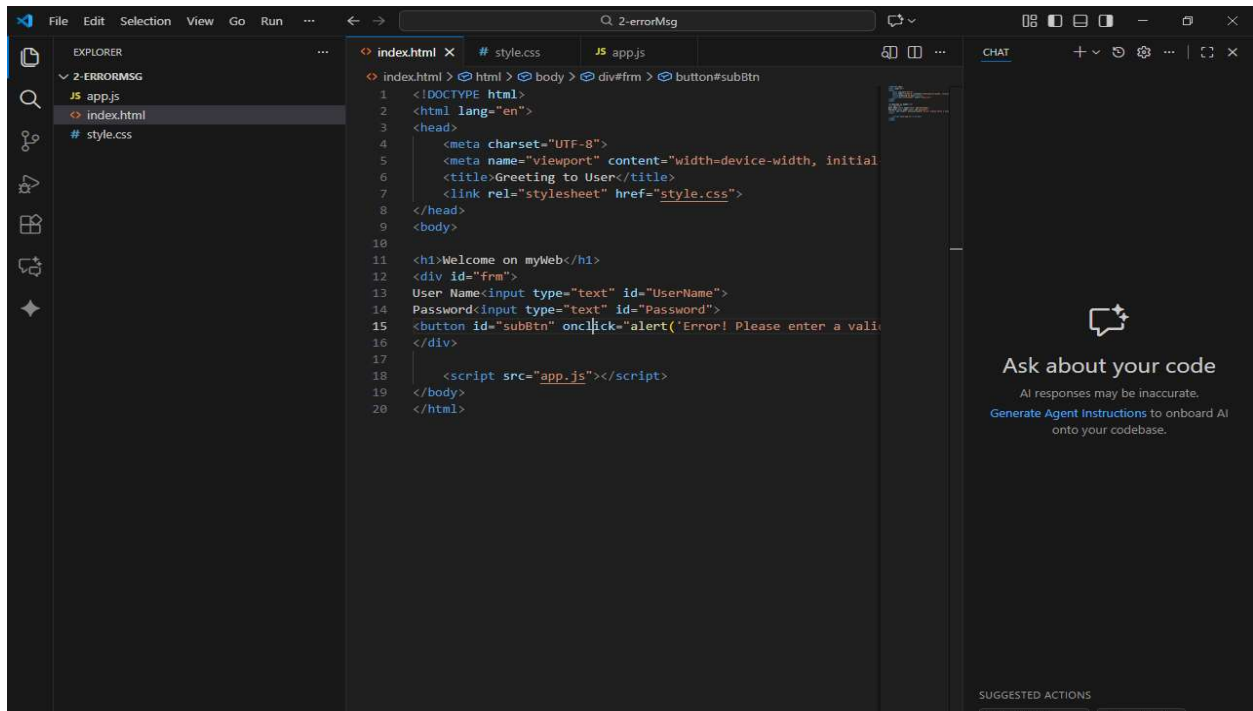 File Edit Selection View Go Run ... 2-errorMsg
EXPLORER ...
2-ERRORMSG
JS app.js
index.html
# style.css
index.html # style.css JS app.js ...
index.html > html > body > div#frm > button#subBtn
1 <!DOCTYPE html>
2 <html lang="en">
3 <head>
4 <meta charset="UTF-8">
5 <meta name="viewport" content="width=device-width, initial
6 <title>Greeting to User</title>
7 <link rel="stylesheet" href="style.css">
8 </head>
9 <body>
10
11 <h1>Welcome on myWeb</h1>
12 <div id="frm">
13 User Name<input type="text" id="UserName">
14 Password<input type="text" id="Password">
15 <button id="subBtn" onclick="alert('Error! Please enter a vali
16 </div>
17
18 <script src="app.js"></script>
19 </body>
20 </html>
CHAT
Ask about your code
AI responses may be inaccurate.
Generate Agent Instructions to onboard AI
onto your codebase.
SUGGESTED ACTIONS